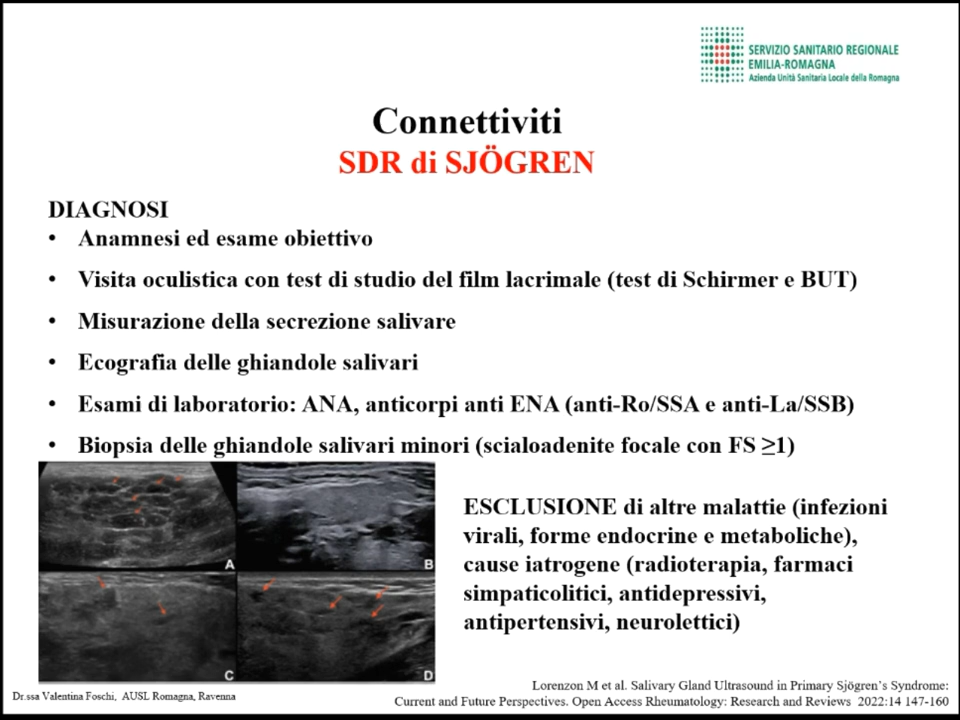 SERVIZIO SANITARIO REGIONALE
EMILIA-ROMAGNA
Azienda Unità Sanitaria Locale della Romagna
Connettiviti
SDR di SJÖGREN
DIAGNOSI
• Anamnesi ed esame obiettivo
• Visita oculistica con test di studio del film lacrimale (test di Schirmer e BUT)
• Misurazione della secrezione salivare
• Ecografia delle ghiandole salivari
• Esami di laboratorio: ANA, anticorpi anti ENA (anti-Ro/SSA e anti-La/SSB)
• Biopsia delle ghiandole salivari minori (scialoadenite focale con FS ≥1)
A
B
C
D
ESCLUSIONE di altre malattie (infezioni
virali, forme endocrine e metaboliche),
cause iatrogene (radioterapia, farmaci
simpaticolitici, antidepressivi,
antipertensivi, neurolettici)
Dr.ssa Valentina Foschi, AUSL Romagna, Ravenna
Lorenzon M et al. Salivary Gland Ultrasound in Primary Sjögren's Syndrome:
Current and Future Perspectives. Open Access Rheumatology: Research and Reviews 2022:14 147-160